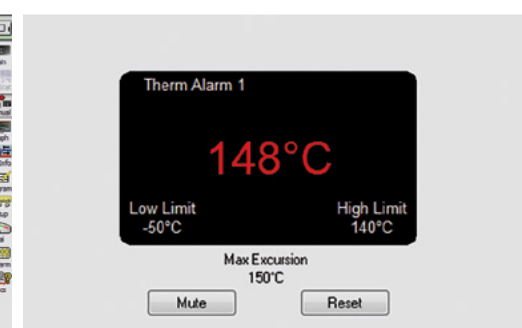 Therm Alarm 1
148°C
Low Limit
-50°C
High Limit
140°C
Max Excursion
150°C
Mute
Reset